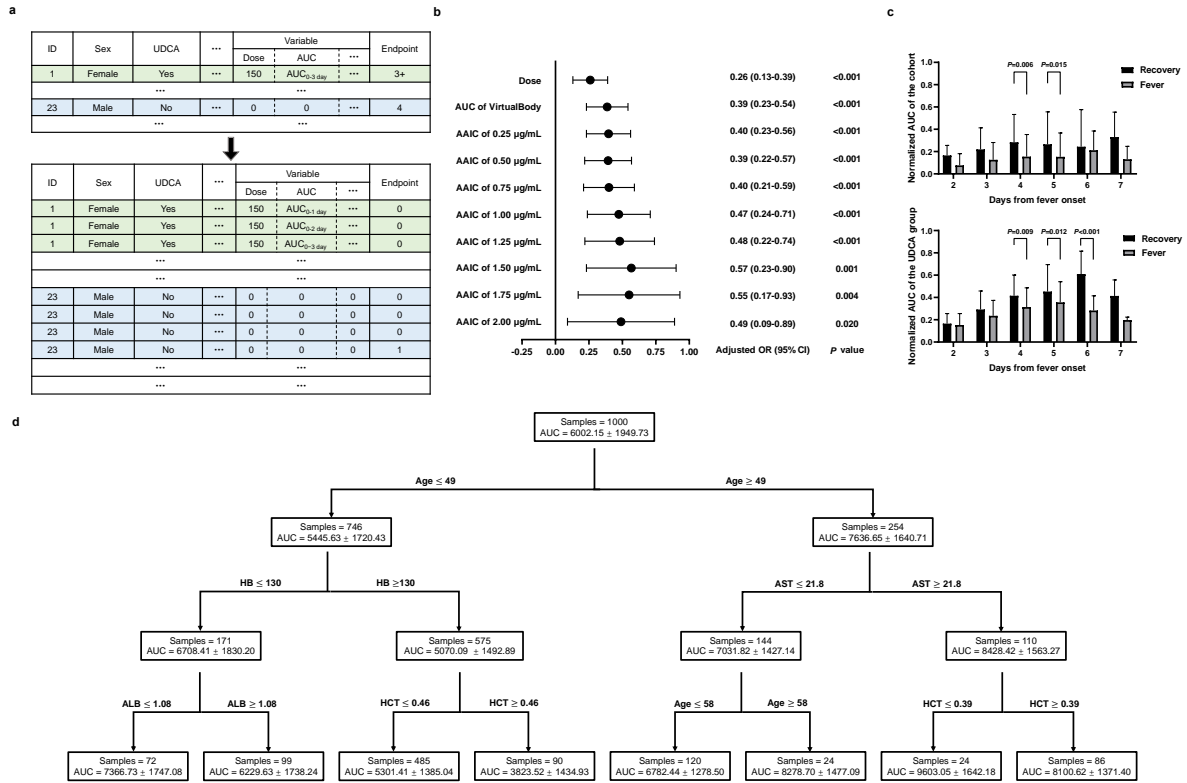 a
ID Sex UDCA ... Variable Endpoint
Dose AUC ...
1 Female Yes ... 150 AUC0-3 day ... 3+
... ...
23 Male No ... 0 0 ... 4
... ...
ID Sex UDCA ... Variable Endpoint
Dose AUC ...
1 Female Yes ... 150 AUC0-1 day ... 0
1 Female Yes ... 150 AUC0-2 day ... 0
1 Female Yes ... 150 AUC0-3 day ... 0
... ...
23 Male No ... 0 0 0 0
23 Male No ... 0 0 0 0
23 Male No ... 0 0 0 0
23 Male No ... 0 0 0 1
... ...
... ...
b
Dose 0.26 (0.13-0.39) <0.001
AUC of VirtualBody 0.39 (0.23-0.54) <0.001
AAIC of 0.25 μg/mL 0.40 (0.23-0.56) <0.001
AAIC of 0.50 μg/mL 0.39 (0.22-0.57) <0.001
AAIC of 0.75 μg/mL 0.40 (0.21-0.59) <0.001
AAIC of 1.00 μg/mL 0.47 (0.24-0.71) <0.001
AAIC of 1.25 μg/mL 0.48 (0.22-0.74) <0.001
AAIC of 1.50 μg/mL 0.57 (0.23-0.90) 0.001
AAIC of 1.75 μg/mL 0.55 (0.17-0.93) 0.004
AAIC of 2.00 μg/mL 0.49 (0.09-0.89) 0.020
-0.25 0.00 0.25 0.50 0.75 1.00 Adjusted OR (95% CI) P value
c
Normalized AUC of the cohort
1.0
0.8
0.6
0.4
0.2
0.0
P=0.006 P=0.015
Recovery
Fever
2 3 4 5 6 7
Days from fever onset
Normalized AUC of the UDCA group
1.0
0.8
0.6
0.4
0.2
0.0
P=0.009 P=0.012 P<0.001
Recovery
Fever
2 3 4 5 6 7
Days from fever onset
d
Samples = 1000
AUC = 6002.15 ± 1949.73
Age ≤ 49 Age ≥ 49
Samples = 746
AUC = 5445.63 ± 1720.43
Samples = 254
AUC = 7636.65 ± 1640.71
HB ≤ 130 HB ≥130 AST ≤ 21.8 AST ≥ 21.8
Samples = 171
AUC = 6708.41 ± 1830.20
Samples = 575
AUC = 5070.09 ± 1492.89
Samples = 144
AUC = 7031.82 ± 1427.14
Samples = 110
AUC = 8428.42 ± 1563.27
ALB ≤ 1.08 ALB ≥ 1.08 HCT ≤ 0.46 HCT ≥ 0.46 Age ≤ 58 Age ≥ 58 HCT ≤ 0.39 HCT ≥ 0.39
Samples = 72
AUC = 7366.73 ± 1747.08
Samples = 99
AUC = 6229.63 ± 1738.24
Samples = 485
AUC = 5301.41 ± 1385.04
Samples = 90
AUC = 3823.52 ± 1434.93
Samples = 120
AUC = 6782.44 ± 1278.50
Samples = 24
AUC = 8278.70 ± 1477.09
Samples = 24
AUC = 9603.05 ± 1642.18
Samples = 86
AUC = 8100.62 ± 1371.40